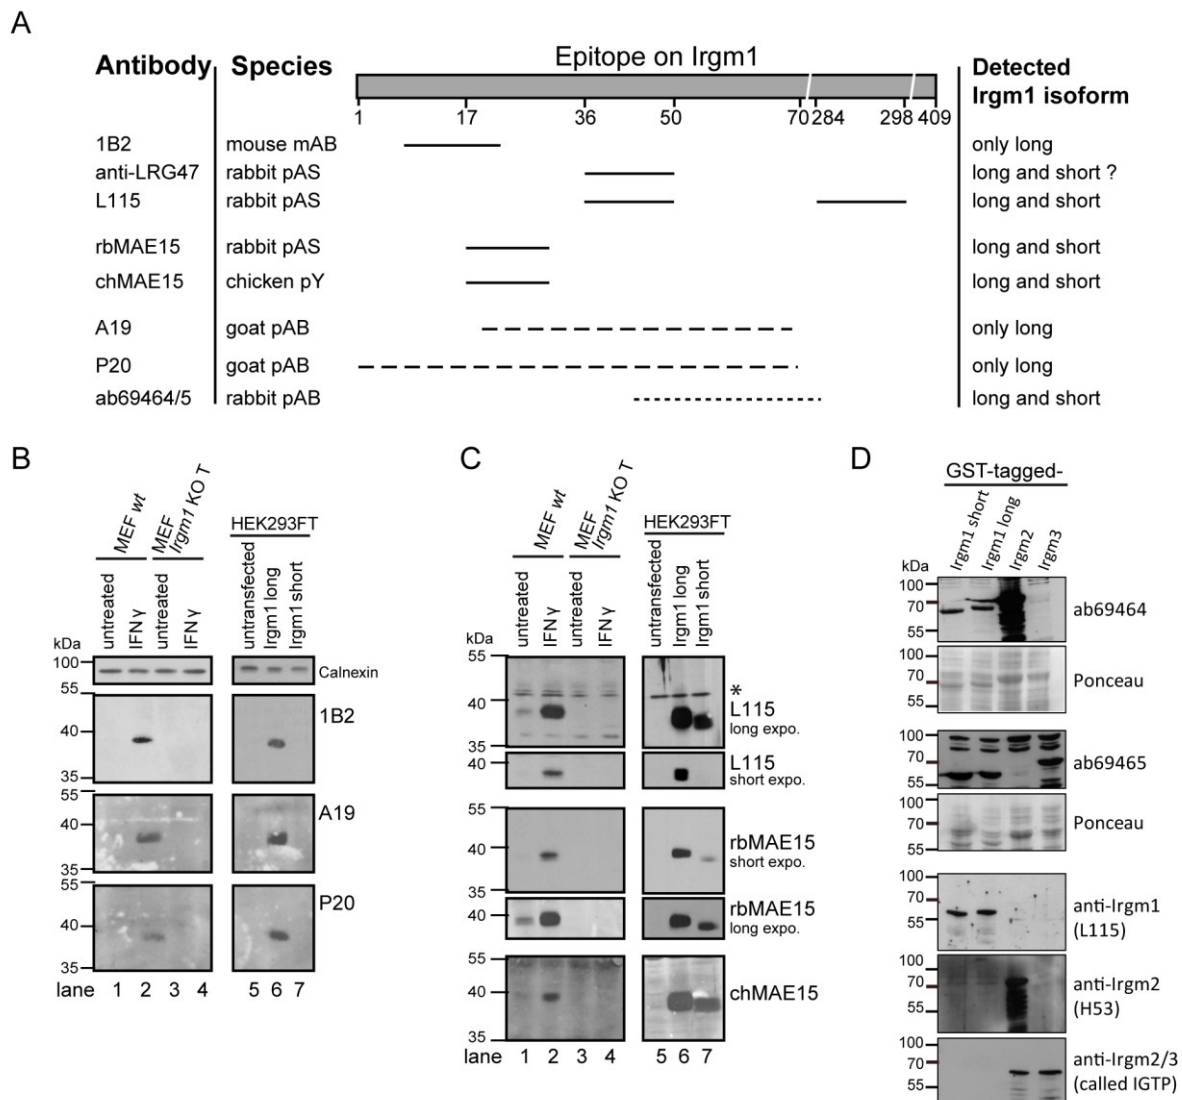 A
Antibody Species Epitope on Irgm1 Detected
Irgm1 isoform
1 17 36 50 70 284 298 409
1B2 mouse mAB only long
anti-LRG47 rabbit pAS long and short ?
L115 rabbit pAS long and short
rbMAE15 rabbit pAS long and short
chMAE15 chicken pY long and short
A19 goat pAB only long
P20 goat pAB only long
ab69464/5 rabbit pAB long and short
B
MEF wt
MEF
Irgm1 KO T
HEK293FT
untreated
IFNγ
untreated
IFNγ
untransfected
Irgm1 long
Irgm1 short
kDa
100
Calnexin
55
1B2
40
35
55
A19
40
35
55
P20
40
35
lane 1 2 3 4 5 6 7
C
MEF wt
MEF
Irgm1 KO T
HEK293FT
untreated
IFNγ
untreated
IFNγ
untransfected
Irgm1 long
Irgm1 short
kDa
55
*
40
L115
long expo.
35
40
L115
short expo.
55
rbMAE15
40
short expo.
35
40
rbMAE15
long expo.
55
40
chMAE15
35
lane 1 2 3 4 5 6 7
D
GST-tagged-
Irgm1 short
Irgm1 long
Irgm2
Irgm3
kDa
100
70
ab69464
55
100
70
Ponceau
55
100
70
ab69465
55
100
70
Ponceau
55
100
70
anti-Irgm1
55
(L115)
100
70
anti-Irgm2
55
(H53)
100
70
anti-Irgm2/3
55
(called IGTP)